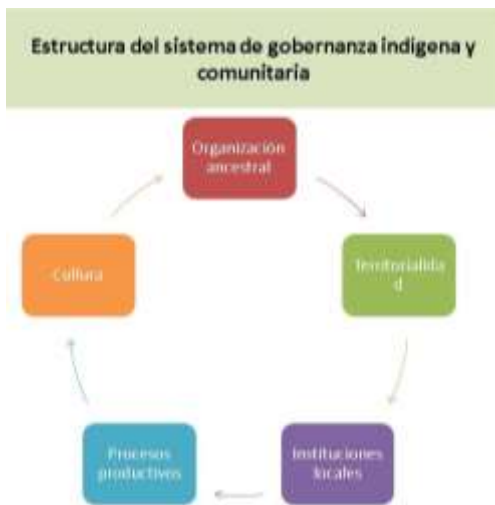 Estructura del sistema de gobernanza indígena y
comunitaria
Organización
ancestral
Territorialida
d
Instituciones
locales
Procesos
productivos
Cultura